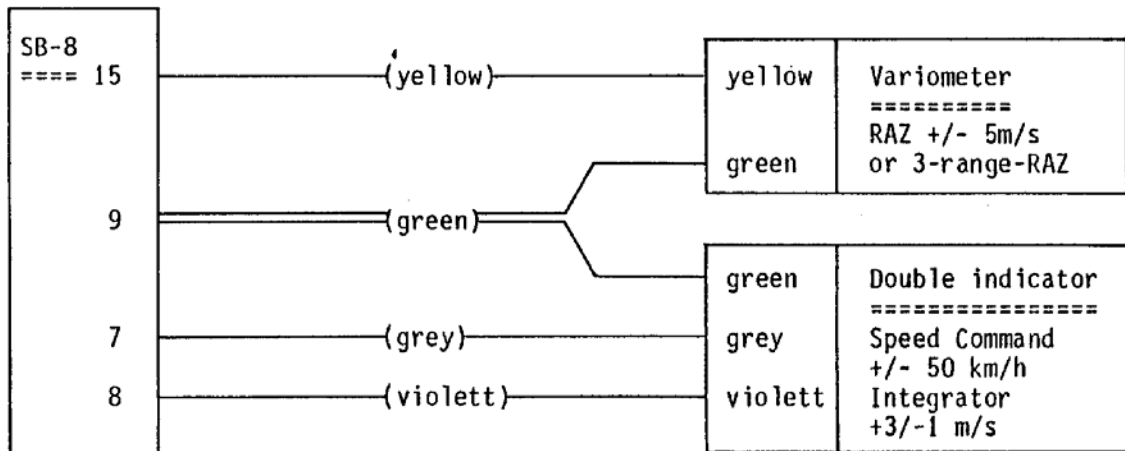 SB-8
==== 15
(yellow)
yellow
Variometer
==========
RAZ +/- 5m/s
green
or 3-range-RAZ
9
(green)
green
Double indicator
================
7
(grey)
grey
Speed Command
+/- 50 km/h
8
(violett)
violett
Integrator
+3/-1 m/s